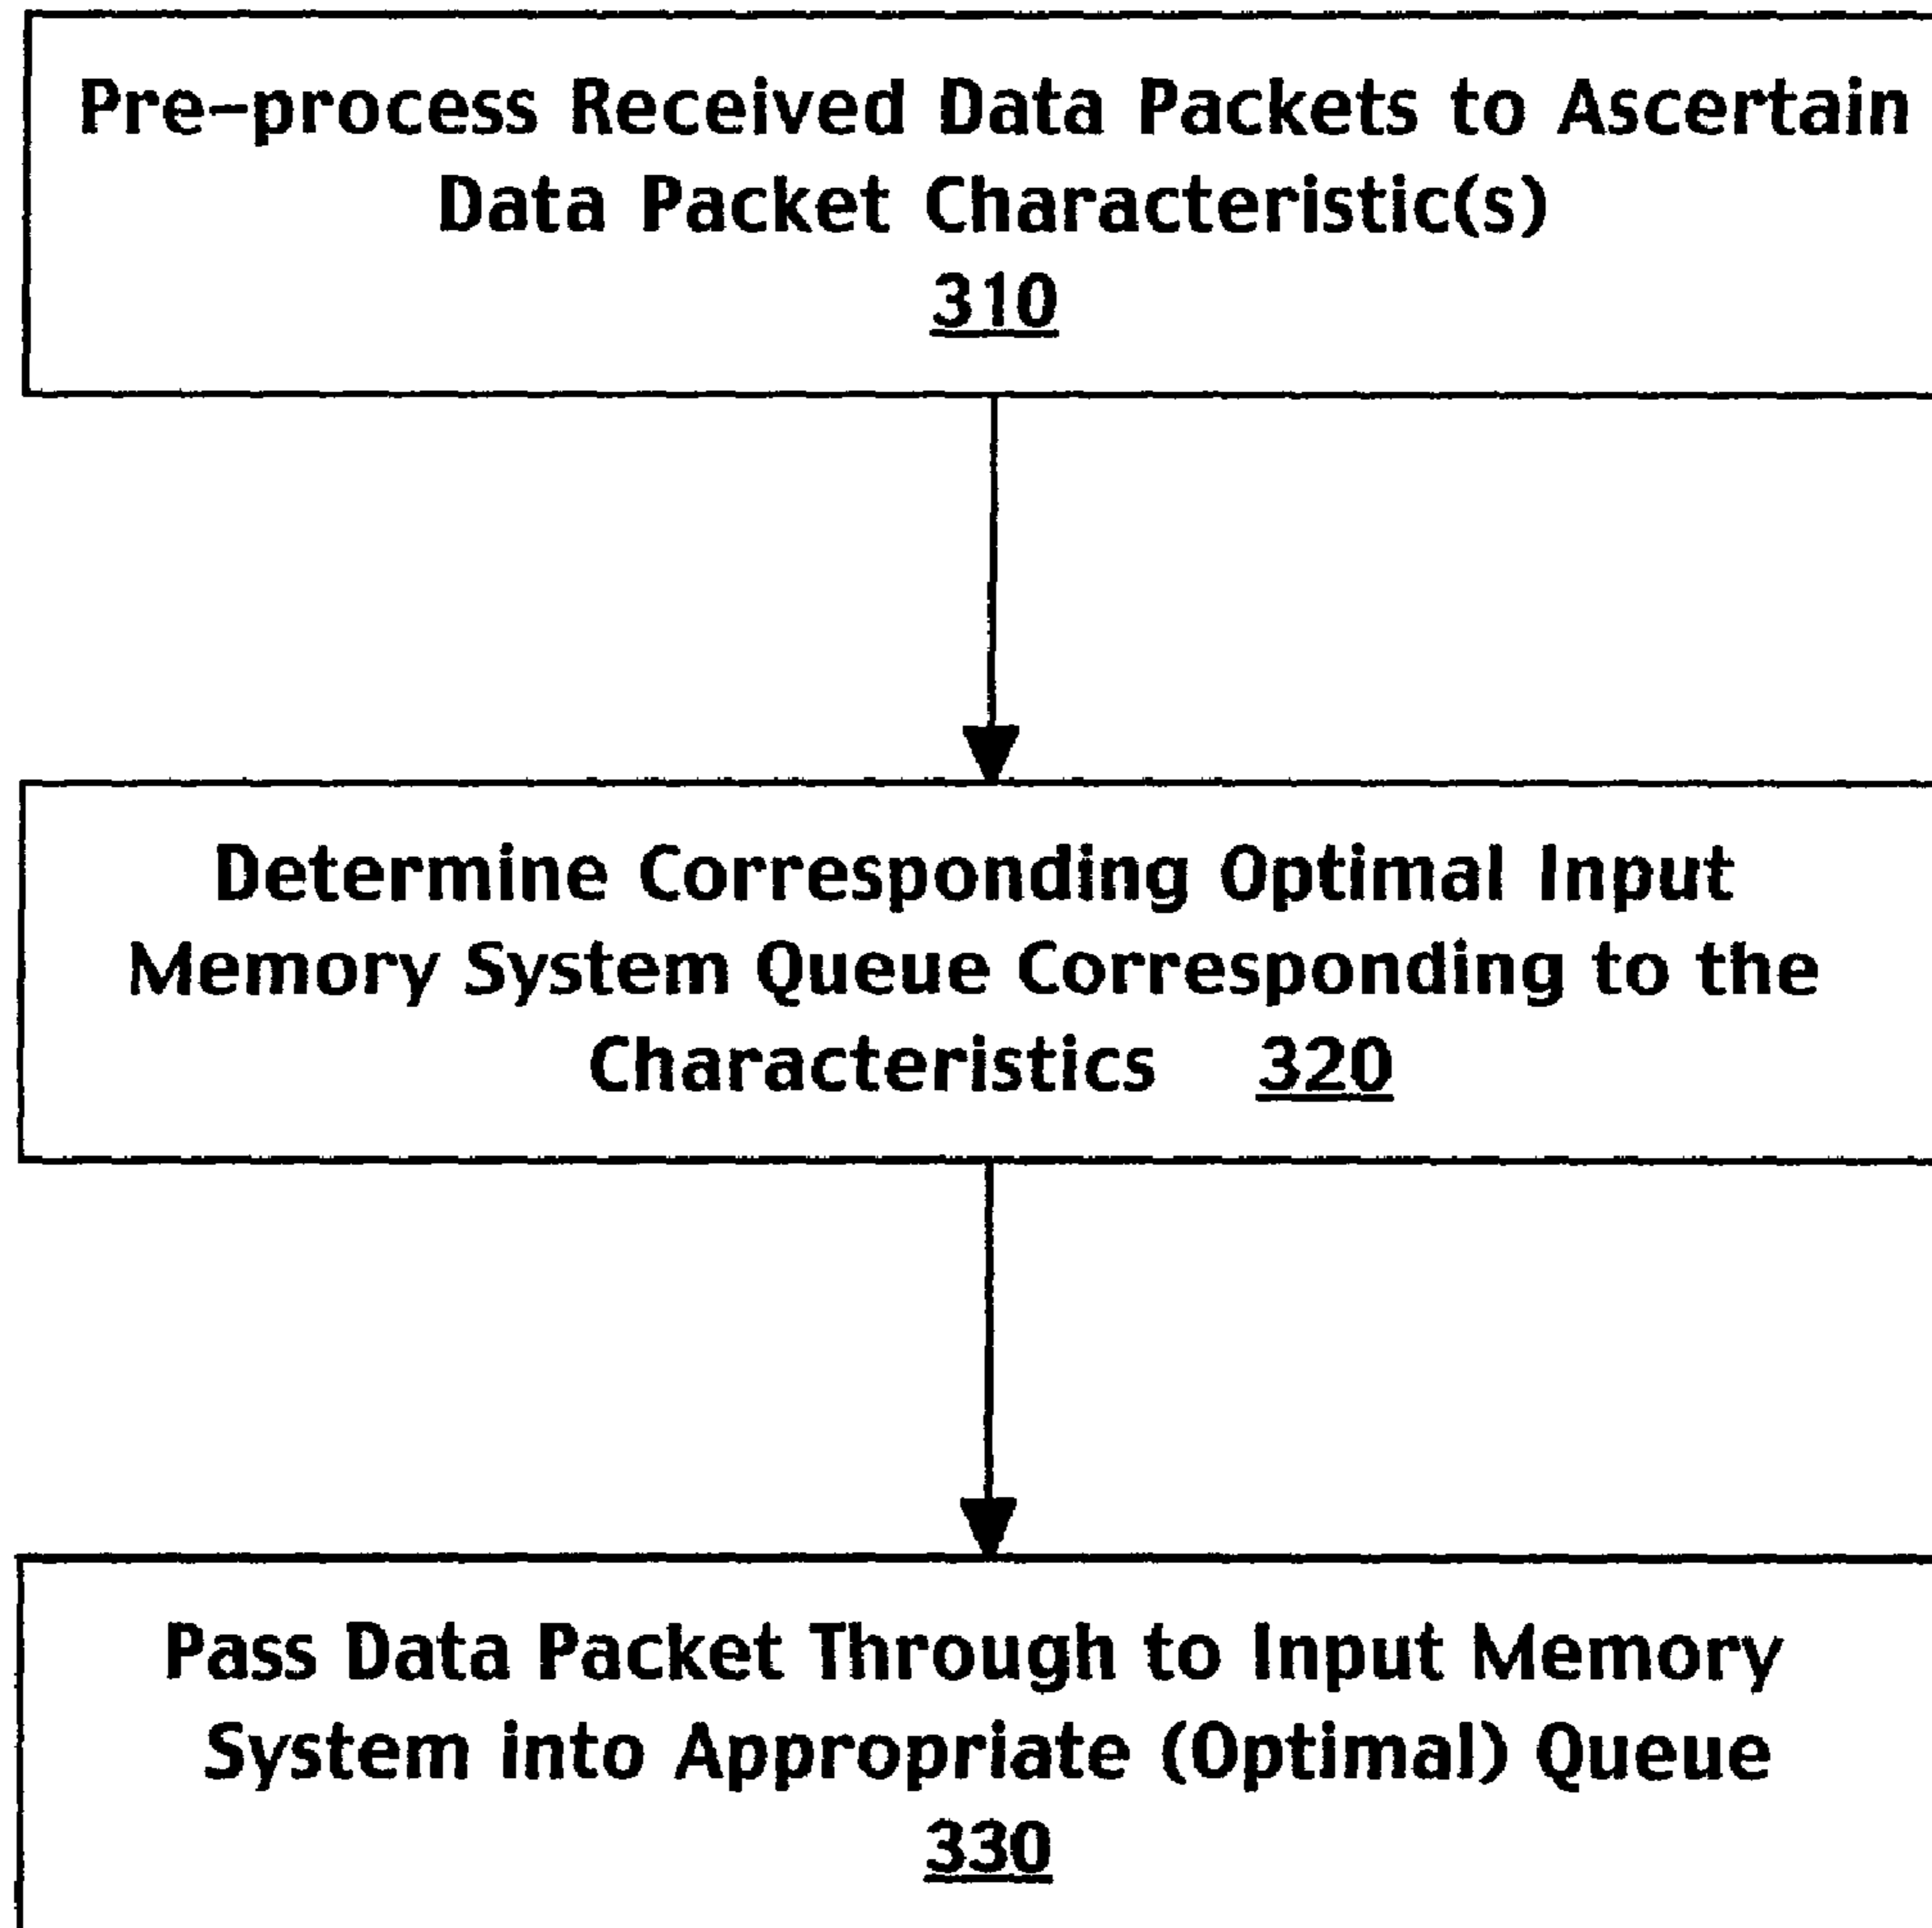 Pre-process Received Data Packets to Ascertain
Data Packet Characteristic(s)
310
Determine Corresponding Optimal Input
Memory System Queue Corresponding to the
Characteristics 320
Pass Data Packet Through to Input Memory
System into Appropriate (Optimal) Queue
330